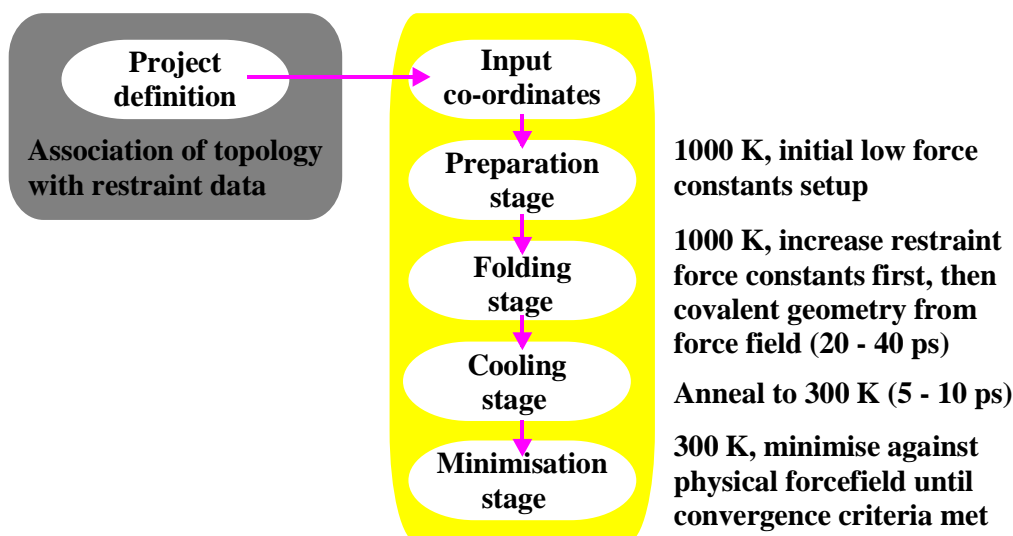 Project
definition
Association of topology
with restraint data
Input
co-ordinates
Preparation
stage
1000 K, initial low force
constants setup
Folding
stage
1000 K, increase restraint
force constants first, then
covalent geometry from
force field (20 - 40 ps)
Cooling
stage
Anneal to 300 K (5 - 10 ps)
Minimisation
stage
300 K, minimise against
physical forcefield until
convergence criteria met